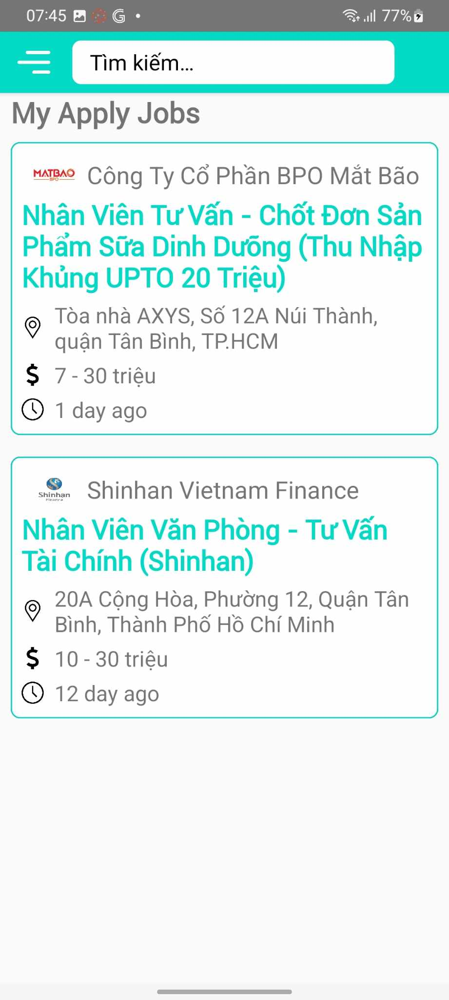 07:45
77%
Tìm kiếm...
My Apply Jobs
MATBAO
BPO
Công Ty Cổ Phần BPO Mắt Bão
Nhân Viên Tư Vấn - Chốt Đơn Sản
Phẩm Sữa Dinh Dưỡng (Thu Nhập
Khủng UPTO 20 Triệu)
Tòa nhà AXYS, Số 12A Núi Thành,
quận Tân Bình, TP.HCM
7 - 30 triệu
1 day ago
Shinhan
Finance
Shinhan Vietnam Finance
Nhân Viên Văn Phòng - Tư Vấn
Tài Chính (Shinhan)
20A Cộng Hòa, Phường 12, Quận Tân
Bình, Thành Phố Hồ Chí Minh
10 - 30 triệu
12 day ago